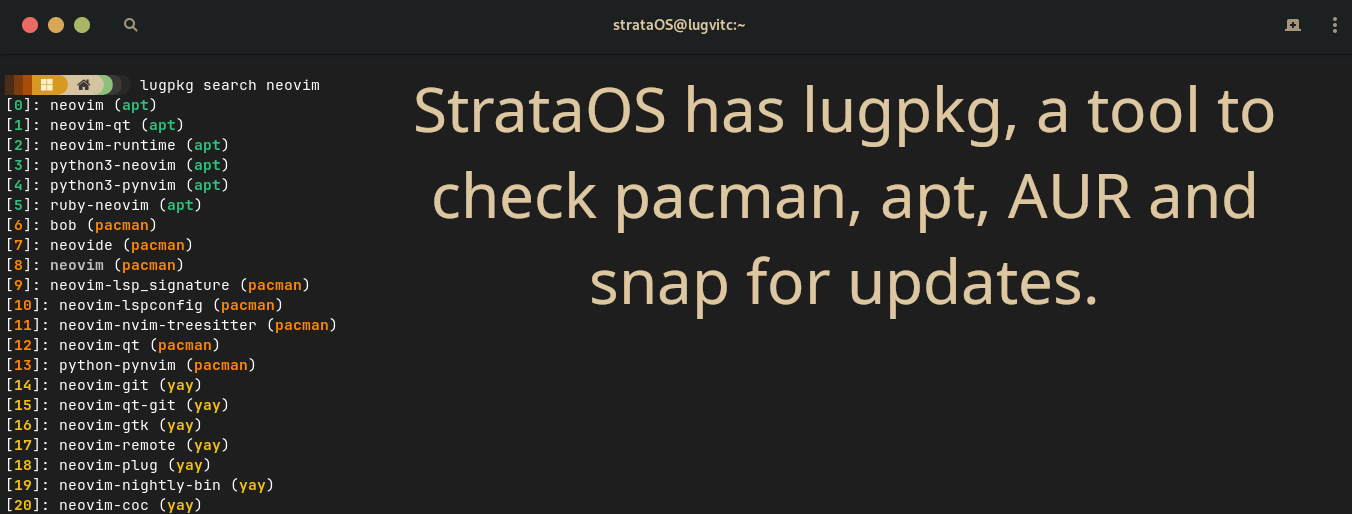 strataOS@lugvitc:~
lugpkg search neovim
[0]: neovim (apt)
[1]: neovim-qt (apt)
[2]: neovim-runtime (apt)
[3]: python3-neovim (apt)
[4]: python3-pynvim (apt)
[5]: ruby-neovim (apt)
[6]: bob (pacman)
[7]: neovide (pacman)
[8]: neovim (pacman)
[9]: neovim-lsp_signature (pacman)
[10]: neovim-lspconfig (pacman)
[11]: neovim-nvim-treesitter (pacman)
[12]: neovim-qt (pacman)
[13]: python-pynvim (pacman)
[14]: neovim-git (yay)
[15]: neovim-qt-git (yay)
[16]: neovim-gtk (yay)
[17]: neovim-remote (yay)
[18]: neovim-plug (yay)
[19]: neovim-nightly-bin (yay)
[20]: neovim-coc (yay)
StrataOS has lugpkg, a tool to
check pacman, apt, AUR and
snap for updates.